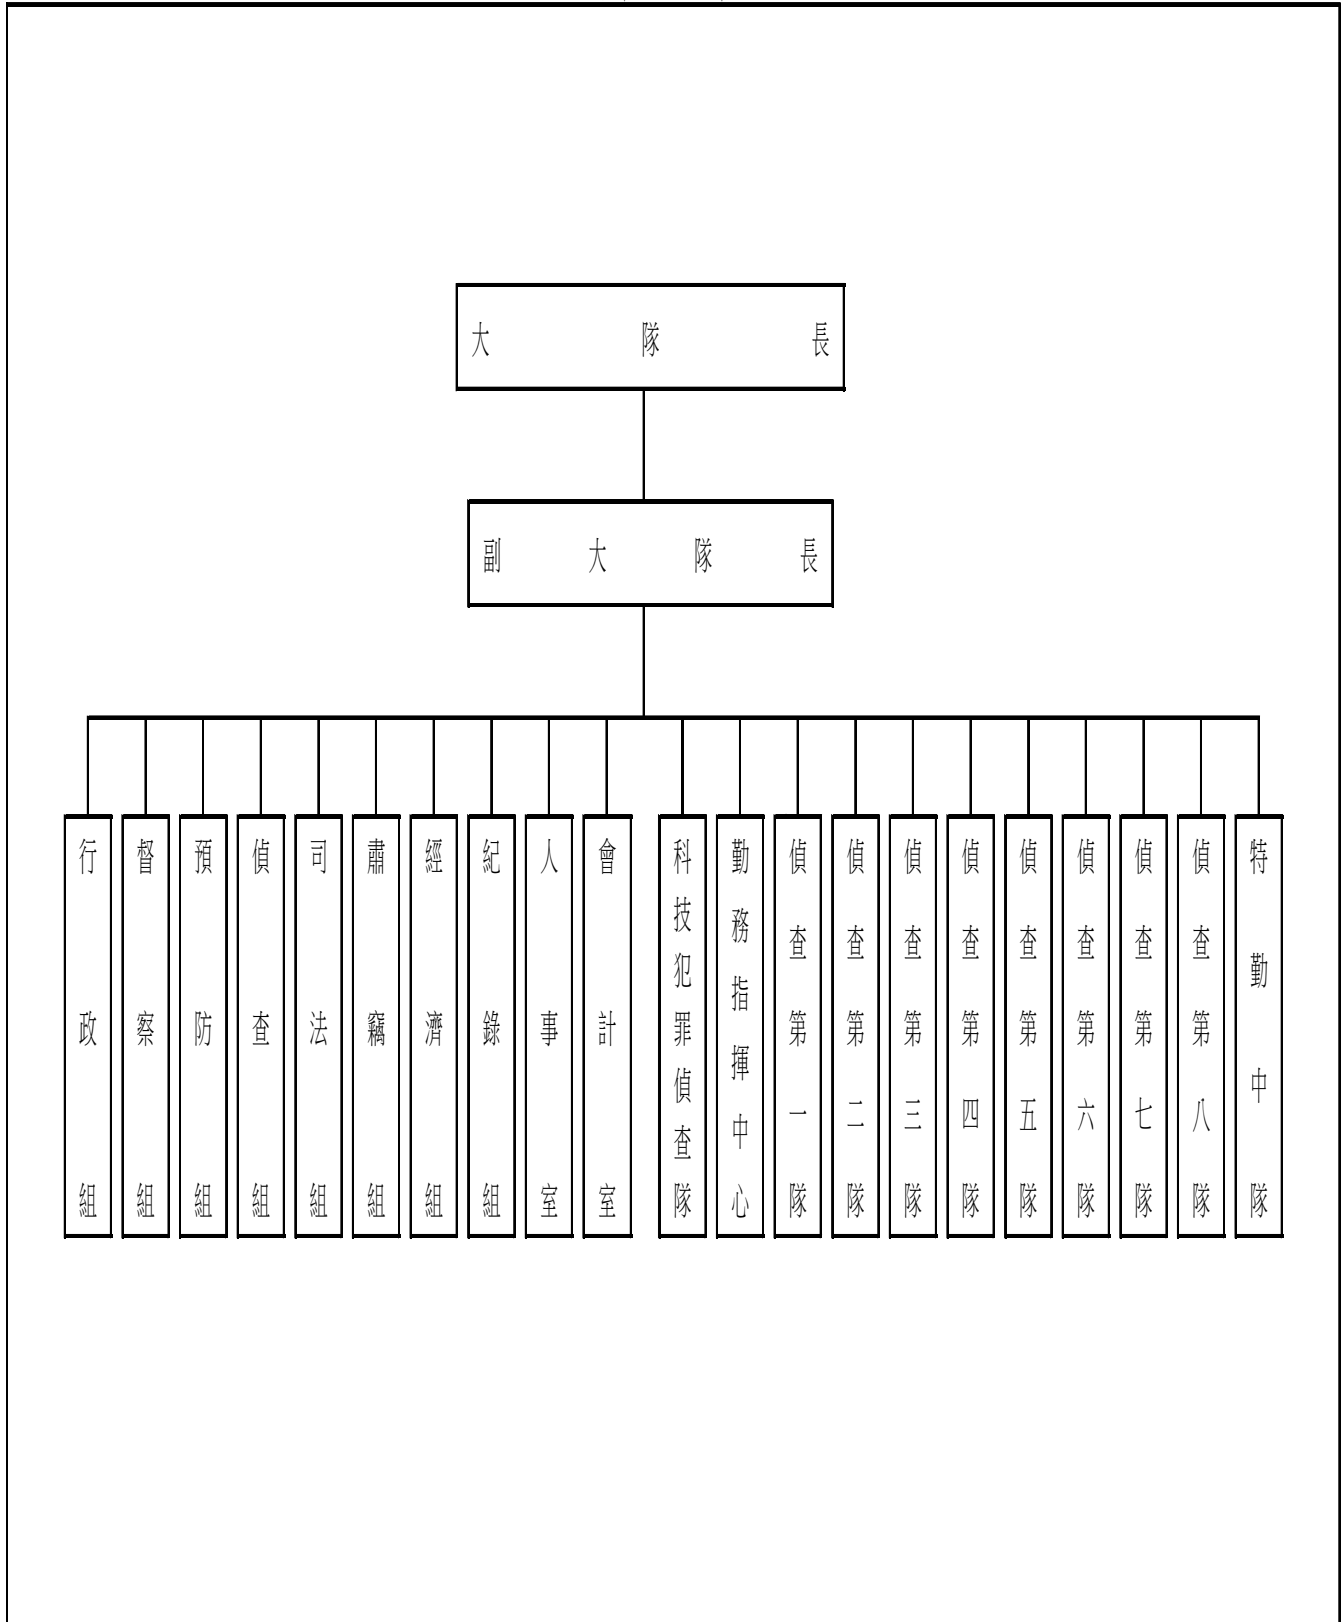 大隊長
副大隊長
行政組
督察組
預防組
偵查組
司法組
肅竊組
經濟組
紀錄組
人事室
會計室
科技犯罪偵查隊
勤務指揮中心
偵查第一隊
偵查第二隊
偵查第三隊
偵查第四隊
偵查第五隊
偵查第六隊
偵查第七隊
偵查第八隊
特勤中隊